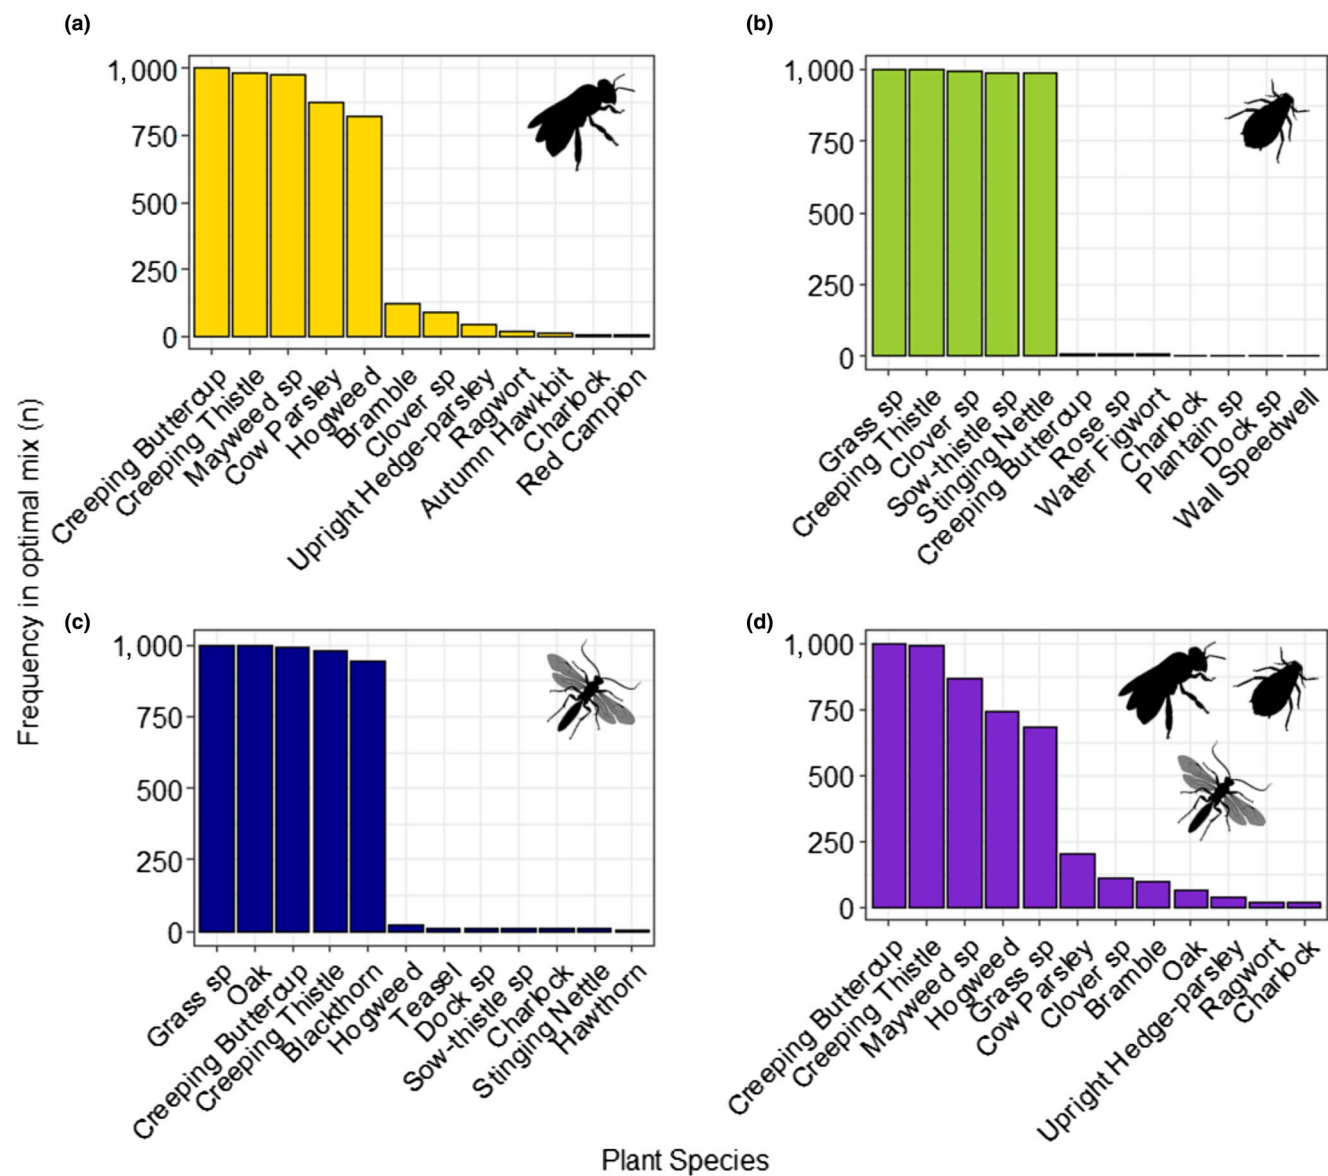 (a)
1,000
750
500
250
0
Creeping Buttercup
Creeping Thistle
Mayweed sp
Cow Parsley
Hogweed
Bramble
Clover sp
Upright Hedge-parsley
Ragwort
Autumn Hawkbit
Charlock
Red Campion
(b)
1,000
750
500
250
0
Grass sp
Creeping Thistle
Clover sp
Sow-thistle sp
Stinging Nettle
Creeping Buttercup
Rose sp
Water Figwort
Charlock
Plantain sp
Dock sp
Wall Speedwell
Frequency in optimal mix (n)
(c)
1,000
750
500
250
0
Grass sp
Oak
Creeping Buttercup
Creeping Thistle
Blackthorn
Hogweed
Teasel
Dock sp
Sow-thistle sp
Charlock
Stinging Nettle
Hawthorn
(d)
1,000
750
500
250
0
Creeping Buttercup
Creeping Thistle
Mayweed sp
Hogweed
Grass sp
Cow Parsley
Clover sp
Bramble
Oak
Upright Hedge-parsley
Ragwort
Charlock
Plant Species